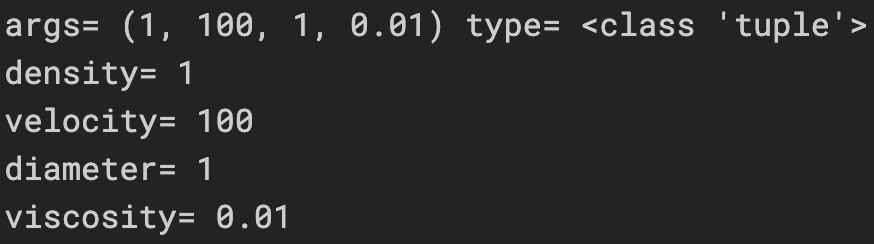 args= (1, 100, 1, 0.01) type= <class 'tuple'>
density= 1
velocity= 100
diameter= 1
viscosity= 0.01